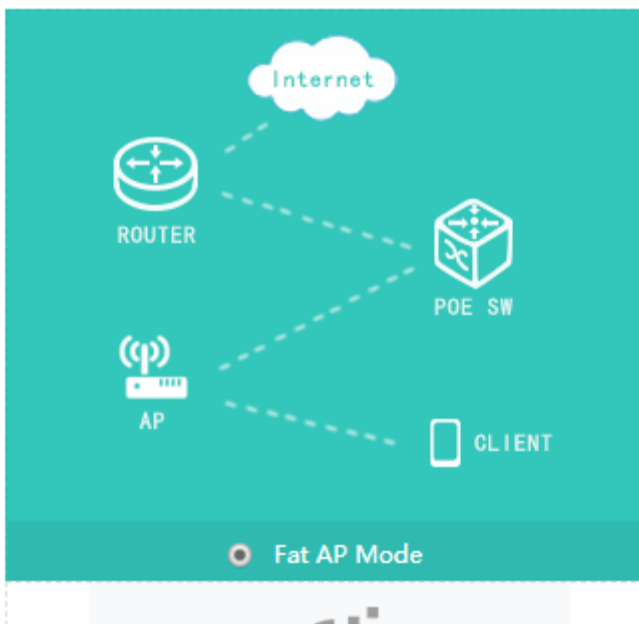 Internet
ROUTER
POE SW
AP
CLIENT
Fat AP Mode